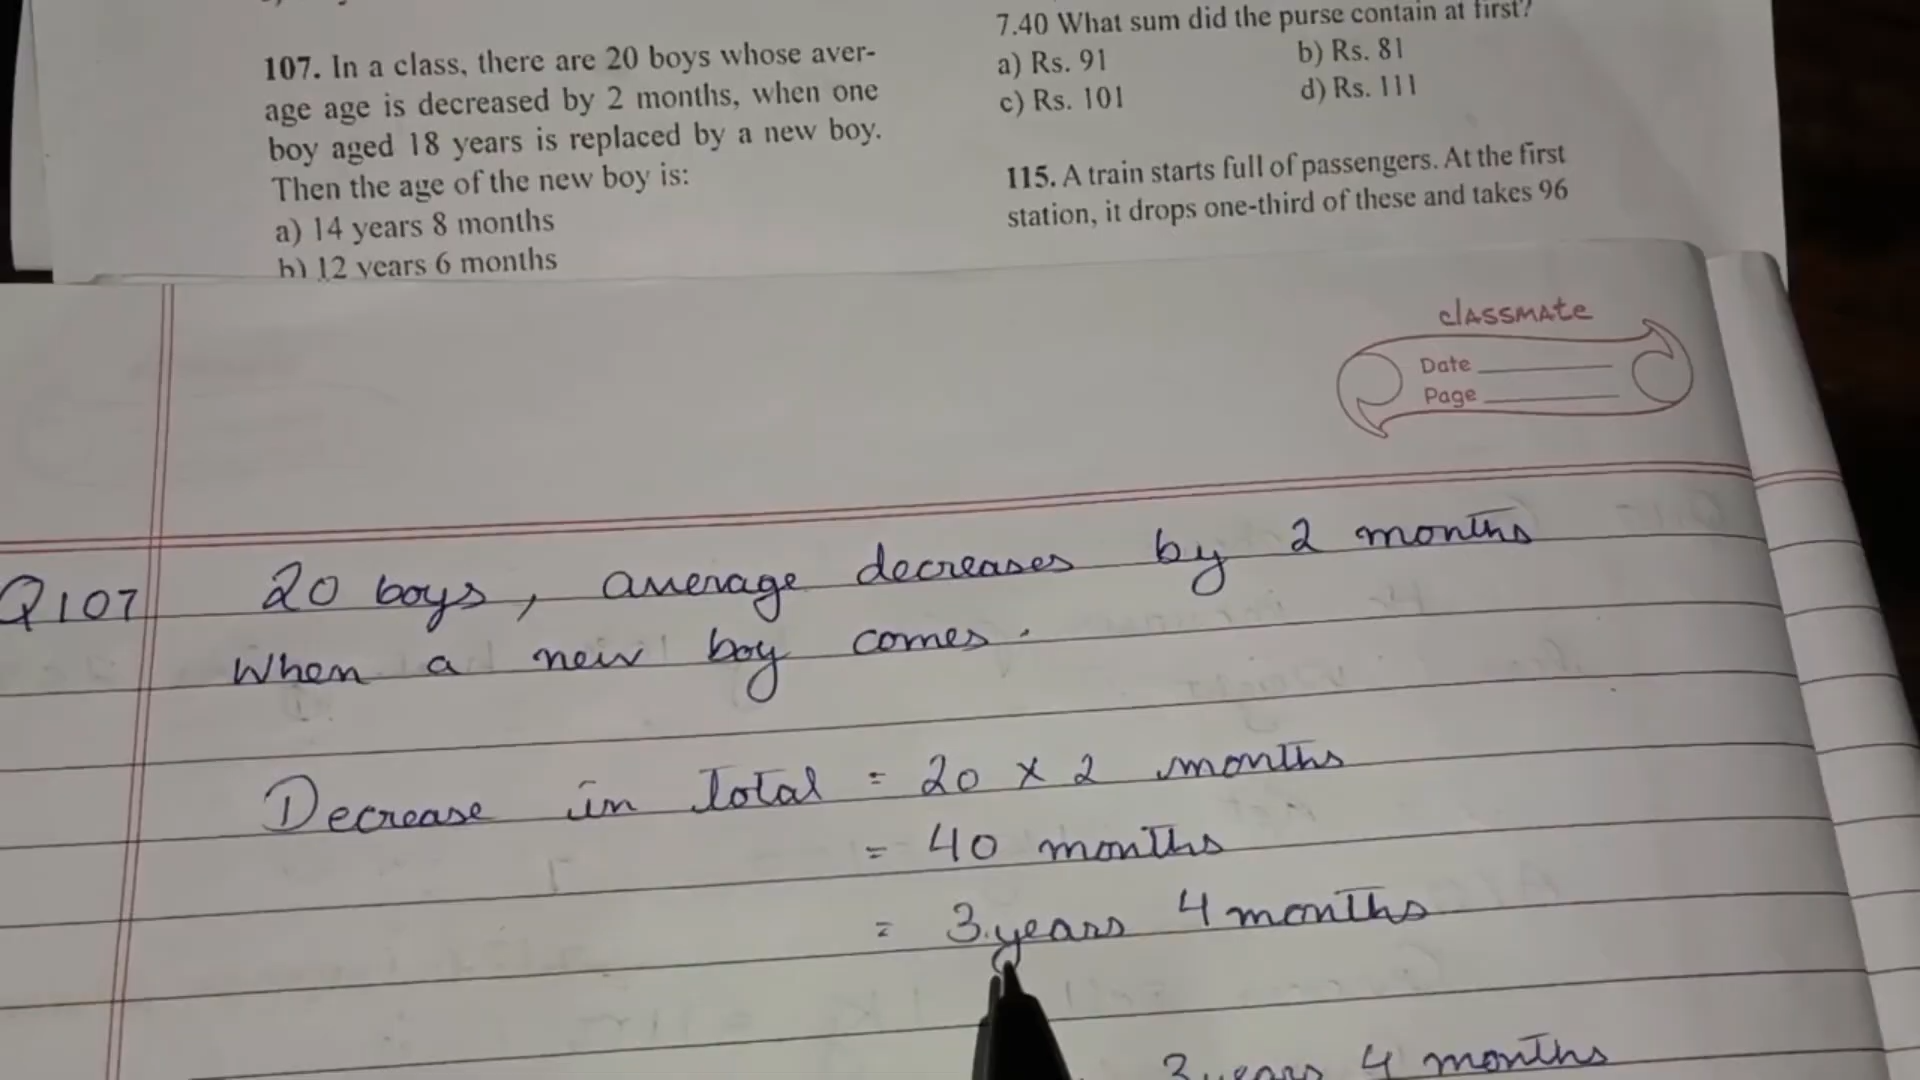 107. In a class, there are 20 boys whose aver-
age age is decreased by 2 months, when one
boy aged 18 years is replaced by a new boy.
Then the age of the new boy is:
a) 14 years 8 months
b) 12 years 6 months
7.40 What sum did the purse contain at first?
a) Rs. 91
b) Rs. 81
c) Rs. 101
d) Rs. 111
115. A train starts full of passengers. At the first
station, it drops one-third of these and takes 96
classmate
Date
Page
Q107 20 boys, average decreases by 2 months
When a new boy comes.
Decrease in Total = 20 × 2 months
= 40 months
= 3 years 4 months
3 years 4 months